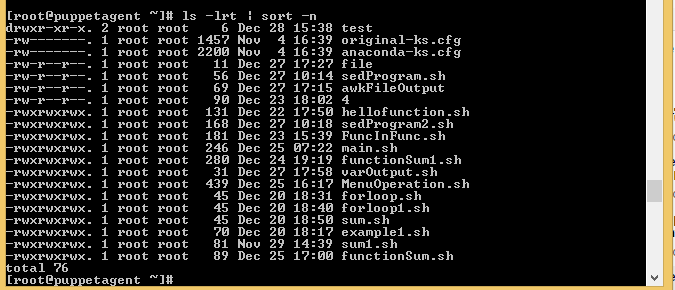 [root@puppetagent ~]# ls -lrt | sort -n
drwxr-xr-x. 2 root root    6 Dec 28 15:38 test
-rw-------. 1 root root 1457 Nov  4 16:39 original-ks.cfg
-rw-------. 1 root root 2200 Nov  4 16:39 anaconda-ks.cfg
-rw-r--r--. 1 root root   11 Dec 27 17:27 file
-rw-r--r--. 1 root root   56 Dec 27 10:14 sedProgram.sh
-rw-r--r--. 1 root root   69 Dec 27 17:15 awkFileOutput
-rw-r--r--. 1 root root   90 Dec 23 18:02 4
-rwxrwxrwx. 1 root root  131 Dec 22 17:50 hellofunction.sh
-rwxrwxrwx. 1 root root  168 Dec 27 10:18 sedProgram2.sh
-rwxrwxrwx. 1 root root  181 Dec 23 15:39 FuncInFunc.sh
-rwxrwxrwx. 1 root root  246 Dec 25 07:22 main.sh
-rwxrwxrwx. 1 root root  280 Dec 24 19:19 functionSum1.sh
-rwxrwxrwx. 1 root root   31 Dec 27 17:58 varOutput.sh
-rwxrwxrwx. 1 root root  439 Dec 25 16:17 MenuOperation.sh
-rwxrwxrwx. 1 root root   45 Dec 20 18:31 forloop.sh
-rwxrwxrwx. 1 root root   45 Dec 20 18:40 forloop1.sh
-rwxrwxrwx. 1 root root   45 Dec 20 18:50 sum.sh
-rwxrwxrwx. 1 root root   70 Dec 20 18:17 example1.sh
-rwxrwxrwx. 1 root root   81 Nov 29 14:39 sum1.sh
-rwxrwxrwx. 1 root root   89 Dec 25 17:00 functionSum.sh
total 76
[root@puppetagent ~]#